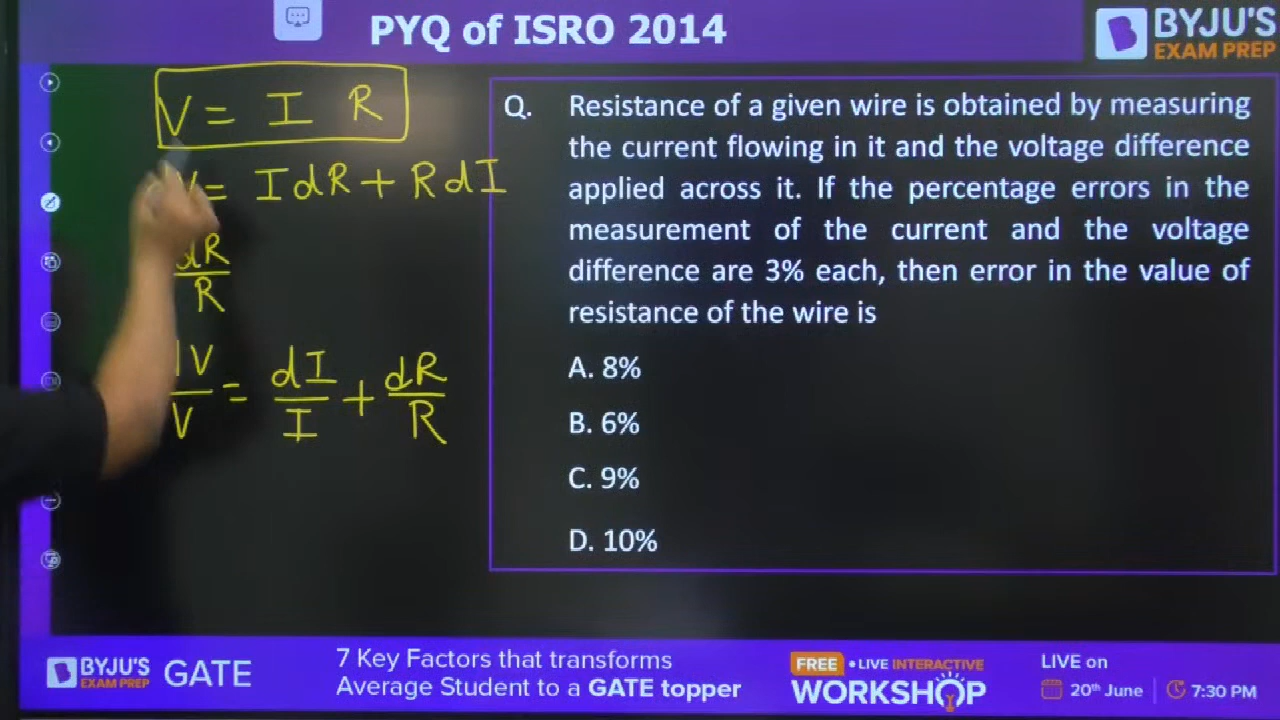 PYQ of ISRO 2014
BYJU'S
EXAM PREP
V = I R
= I dR + R dI
dR
R
dV
V
= dI
I
+ dR
R
Q. Resistance of a given wire is obtained by measuring
the current flowing in it and the voltage difference
applied across it. If the percentage errors in the
measurement of the current and the voltage
difference are 3% each, then error in the value of
resistance of the wire is
A. 8%
B. 6%
C. 9%
D. 10%
BYJU'S
EXAM PREP
GATE
7 Key Factors that transforms
Average Student to a GATE topper
FREE • LIVE INTERACTIVE
WORKSHOP
LIVE on
20th June
7:30 PM